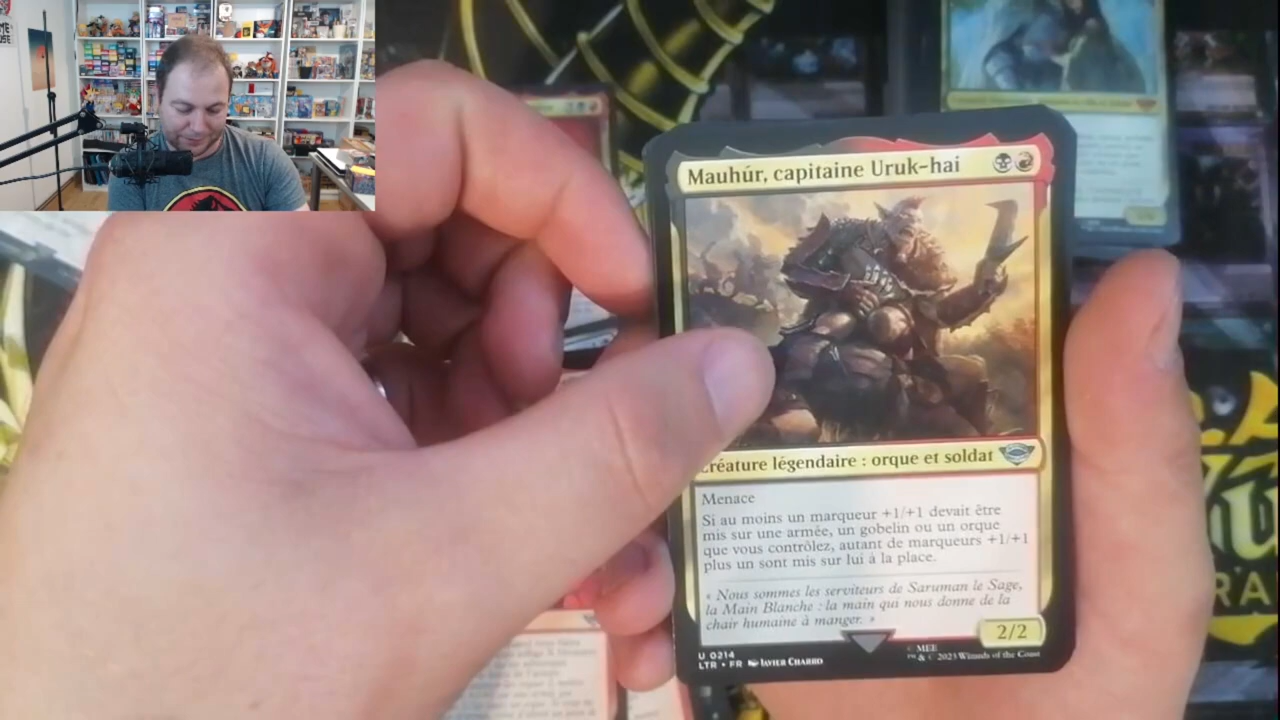 Mauhúr, capitaine Uruk-hai
créature légendaire : orque et soldat
Menace
Si au moins un marqueur +1/+1 devait être
mis sur une armée, un gobelin ou un orque
que vous contrôlez, autant de marqueurs +1/+1
plus un sont mis sur lui à la place.
« Nous sommes les serviteurs de Saruman le Sage,
la Main Blanche : la main qui nous donne de la
chair humaine à manger. »
2/2
U 0214
LTR • FR Javier Charro
© MEE
™ & © 2023 Wizards of the Coast